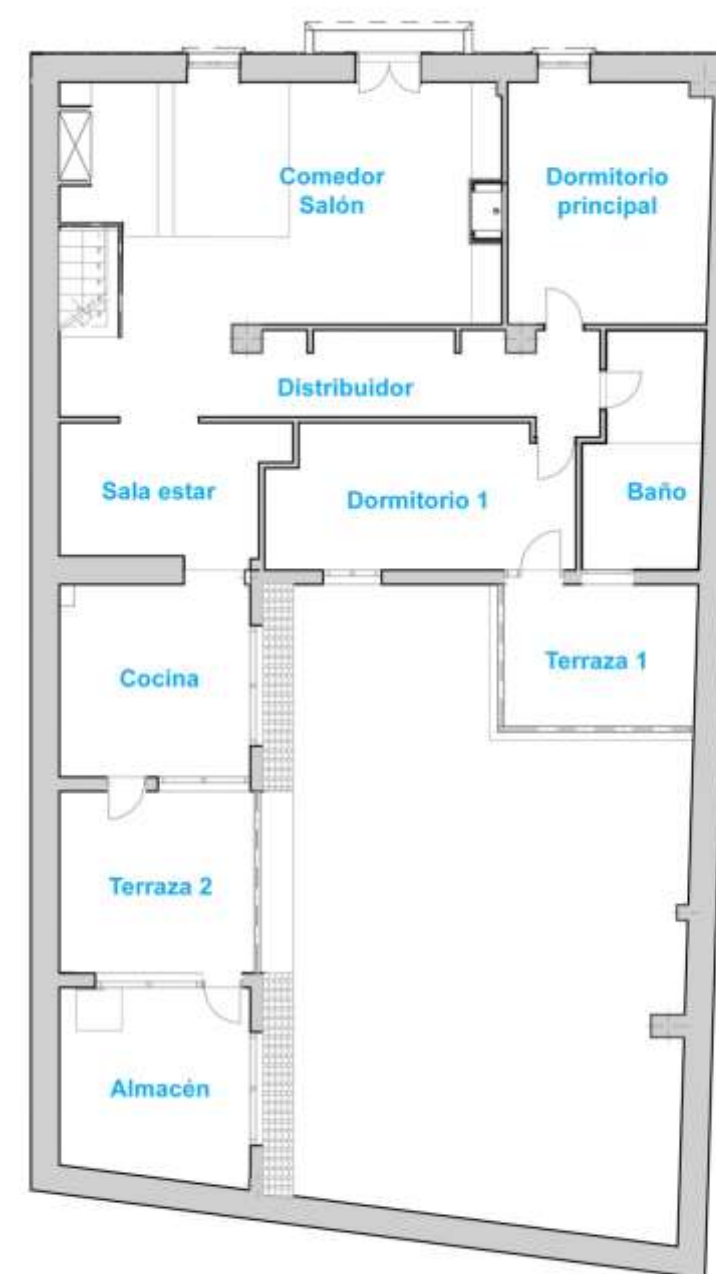 Comedor
Salón
Dormitorio
principal
Distribuidor
Sala estar
Dormitorio 1
Baño
Cocina
Terraza 1
Terraza 2
Almacén